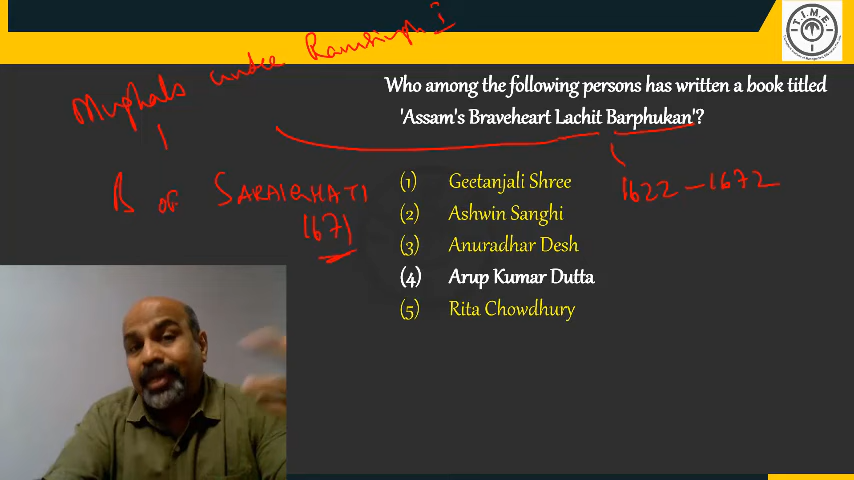 T.I.M.E.
Mughals under Ramsingh I
Who among the following persons has written a book titled
'Assam's Braveheart Lachit Barphukan'?
B of SARAIGHATI
1671
1622 – 1672
(1) Geetanjali Shree
(2) Ashwin Sanghi
(3) Anuradhar Desh
(4) Arup Kumar Dutta
(5) Rita Chowdhury